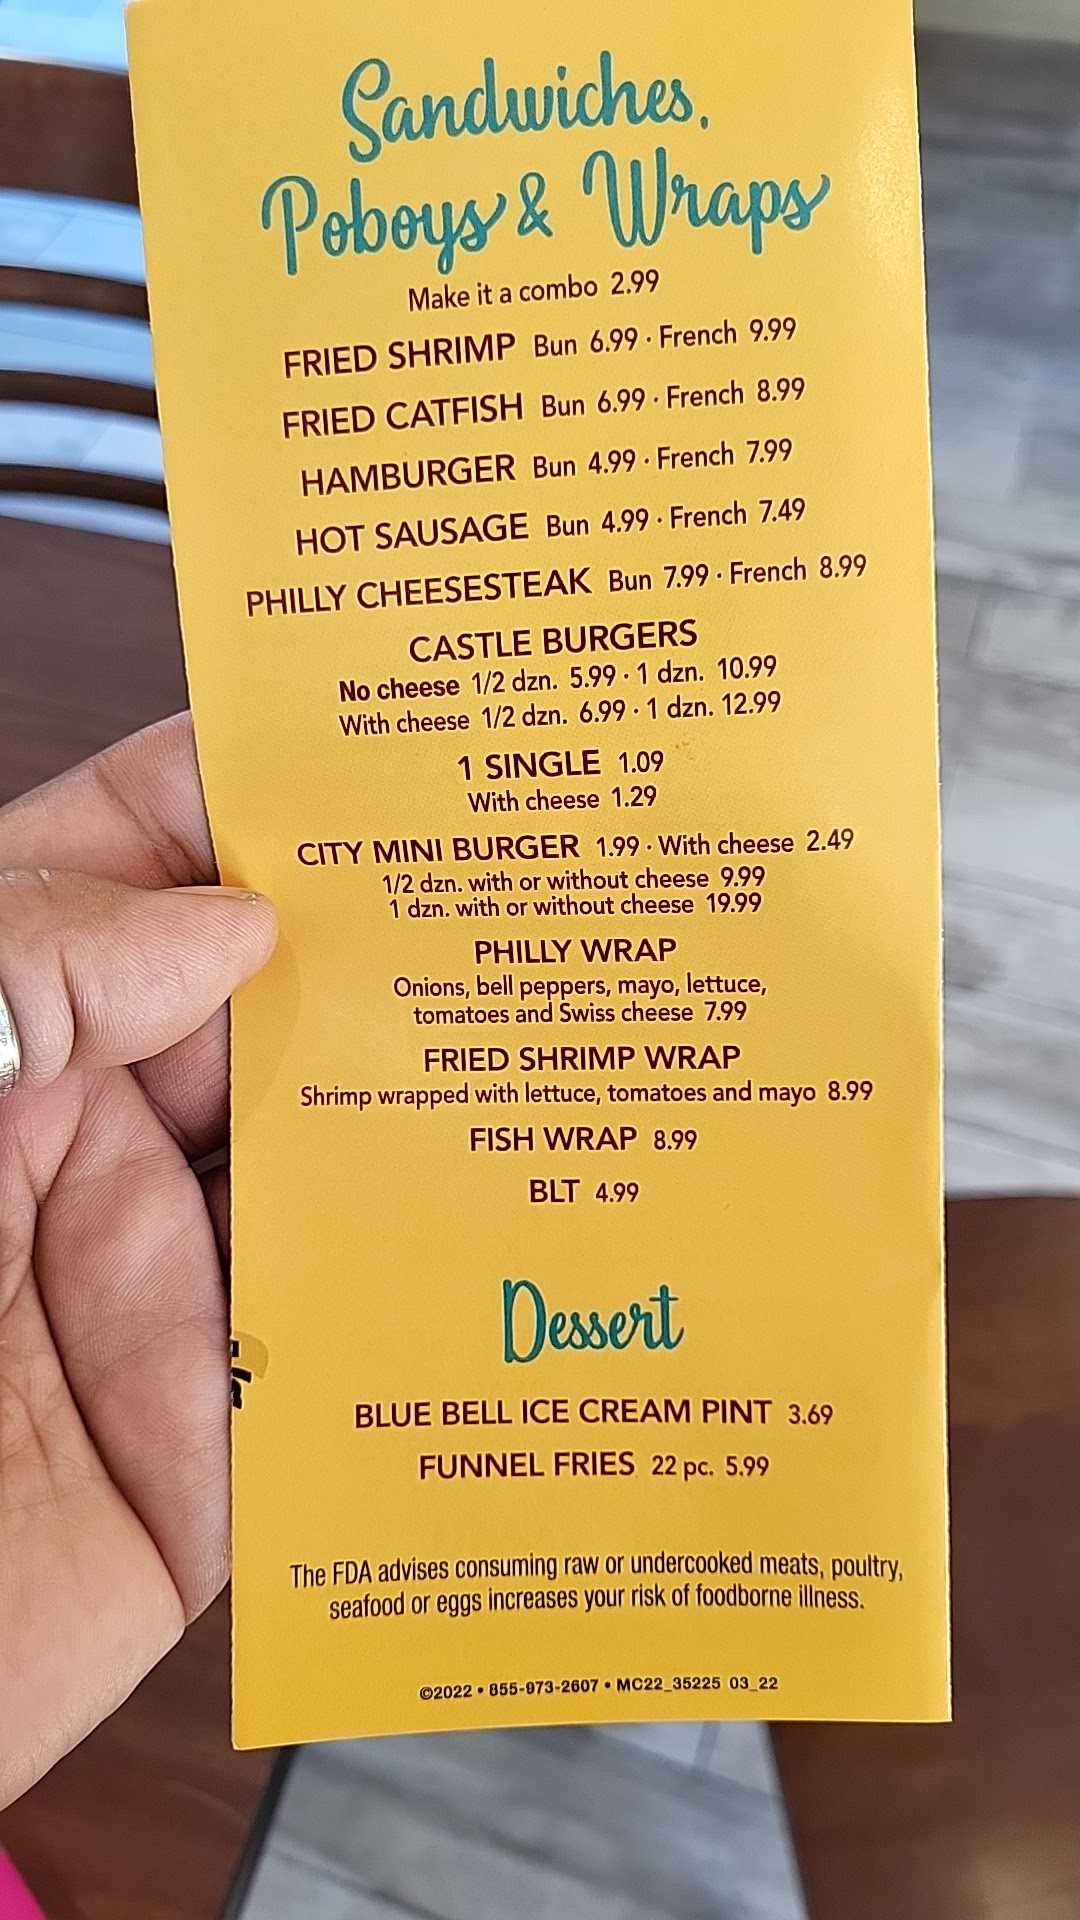 Sandwiches,
Poboys & Wraps
Make it a combo 2.99
FRIED SHRIMP Bun 6.99 · French 9.99
FRIED CATFISH Bun 6.99 · French 8.99
HAMBURGER Bun 4.99 · French 7.99
HOT SAUSAGE Bun 4.99 · French 7.49
PHILLY CHEESESTEAK Bun 7.99 · French 8.99
CASTLE BURGERS
No cheese 1/2 dzn. 5.99 · 1 dzn. 10.99
With cheese 1/2 dzn. 6.99 · 1 dzn. 12.99
1 SINGLE 1.09
With cheese 1.29
CITY MINI BURGER 1.99 · With cheese 2.49
1/2 dzn. with or without cheese 9.99
1 dzn. with or without cheese 19.99
PHILLY WRAP
Onions, bell peppers, mayo, lettuce,
tomatoes and Swiss cheese 7.99
FRIED SHRIMP WRAP
Shrimp wrapped with lettuce, tomatoes and mayo 8.99
FISH WRAP 8.99
BLT 4.99
Dessert
BLUE BELL ICE CREAM PINT 3.69
FUNNEL FRIES 22 pc. 5.99
The FDA advises consuming raw or undercooked meats, poultry,
seafood or eggs increases your risk of foodborne illness.
©2022 • 855-973-2607 • MC22_35225 03_22